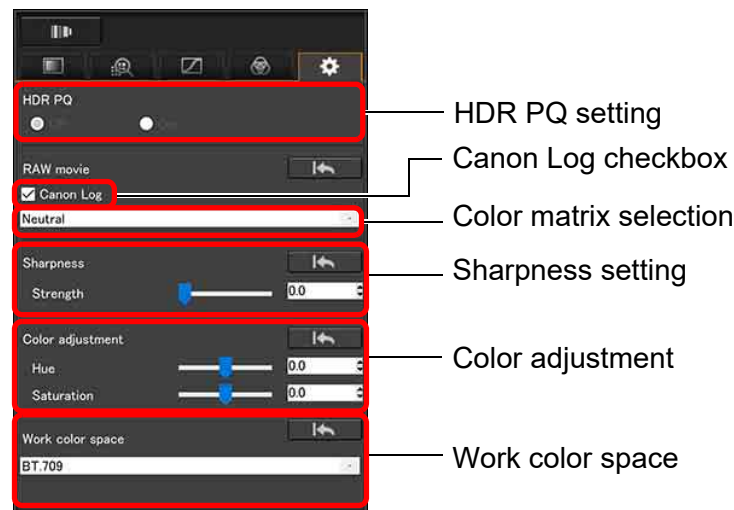 HDR PQ
HDR PQ setting
Canon Log checkbox
RAW movie
Canon Log
Neutral
Color matrix selection
Sharpness
Sharpness setting
Strength 0.0
Color adjustment
Hue 0.0
Color adjustment
Saturation 0.0
Work color space
Work color space
BT.709